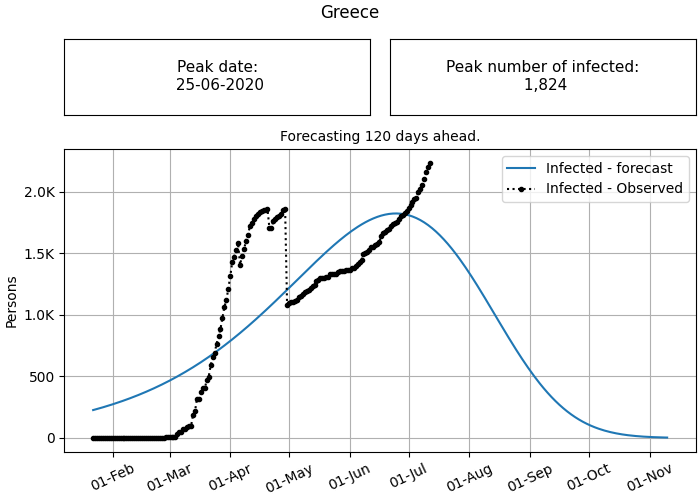 Greece
Peak date:
25-06-2020
Peak number of infected:
1,824
Forecasting 120 days ahead.
Infected - forecast
Infected - Observed
Persons
2.0K
1.5K
1.0K
500
0
01-Feb
01-Mar
01-Apr
01-May
01-Jun
01-Jul
01-Aug
01-Sep
01-Oct
01-Nov